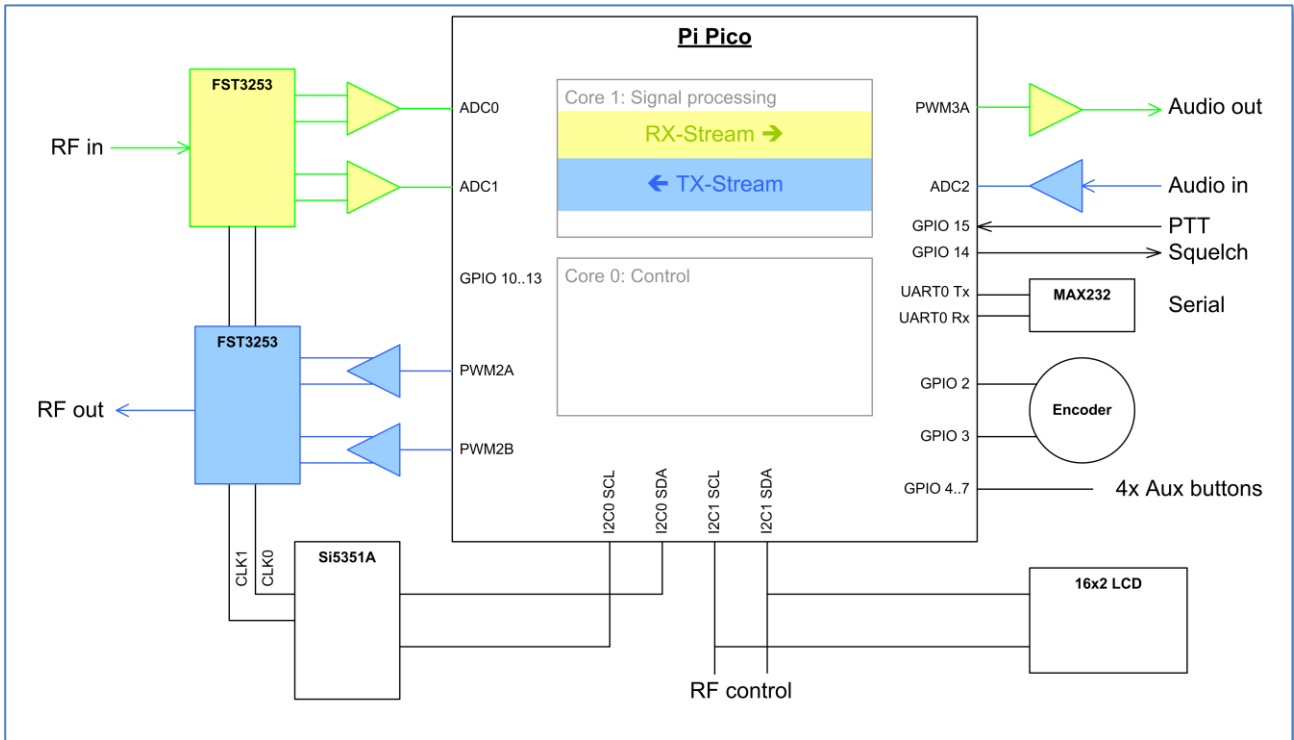 Pi Pico
FST3253
RF in
ADC0
ADC1
Core 1: Signal processing
RX-Stream →
← TX-Stream
PWM3A
Audio out
ADC2
Audio in
GPIO 15
PTT
GPIO 14
Squelch
GPIO 10..13
Core 0: Control
UART0 Tx
UART0 Rx
MAX232
Serial
FST3253
RF out
PWM2A
PWM2B
GPIO 2
GPIO 3
Encoder
GPIO 4..7
4x Aux buttons
I2C0 SCL
I2C0 SDA
I2C1 SCL
I2C1 SDA
CLK1
CLK0
Si5351A
16x2 LCD
RF control